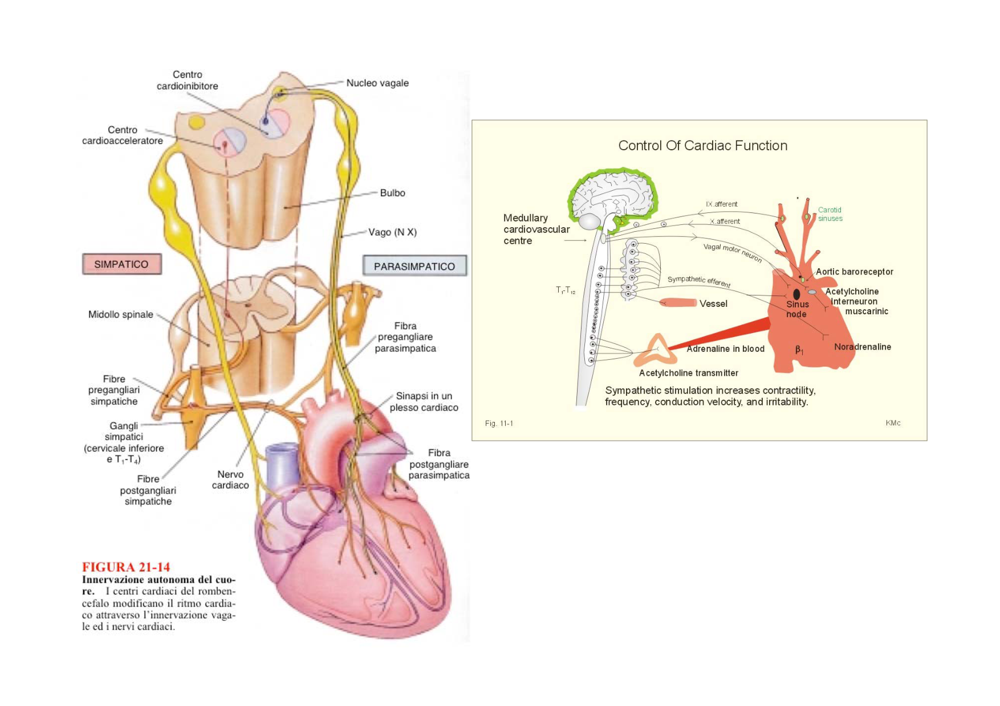 Centro
cardioinibitore
Nucleo vagale
Centro
cardioacceleratore
Bulbo
Vago (N X)
SIMPATICO
PARASIMPATICO
Midollo spinale
Fibra
pregangliare
parasimpatica
Fibre
pregangliari
simpatiche
Sinapsi in un
plesso cardiaco
Gangli
simpatici
(cervicale inferiore
e T1-T4)
Fibra
postgangliare
parasimpatica
Nervo
cardiaco
Fibre
postgangliari
simpatiche
FIGURA 21-14
Innervazione autonoma del cuo-
re. I centri cardiaci del romben-
cefalo modificano il ritmo cardia-
co attraverso l'innervazione vaga-
le ed i nervi cardiaci.
Control Of Cardiac Function
IX.afferent
Carotid
sinuses
X.afferent
Medullary
cardiovascular
centre
Vagal motor neuron
Aortic baroreceptor
Sympathetic efferent
T1-T12
Acetylcholine
Interneuron
muscarinic
Vessel
Sinus
node
Adrenaline in blood
β1
Noradrenaline
Acetylcholine transmitter
Sympathetic stimulation increases contractility,
frequency, conduction velocity, and irritability.
Fig. 11-1
KMc